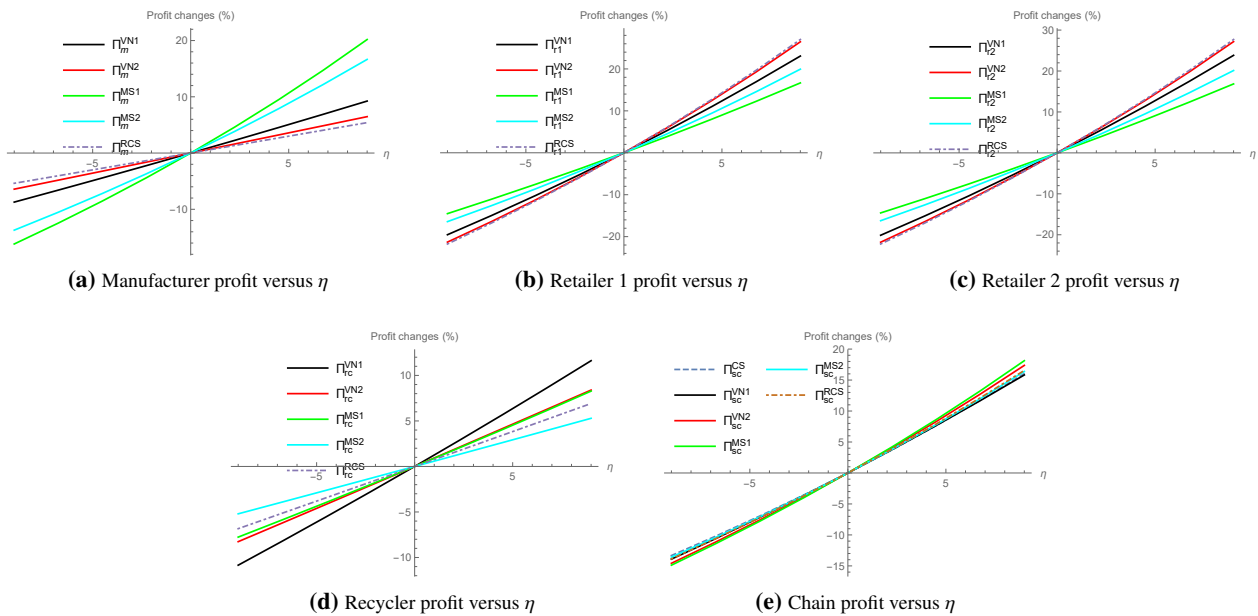 Profit changes (%)
Π_m^VN1
Π_m^VN2
Π_m^MS1
Π_m^MS2
Π_m^RCS
20
10
-10
-5
5
η
(a) Manufacturer profit versus η
Profit changes (%)
Π_r1^VN1
Π_r1^VN2
Π_r1^MS1
Π_r1^MS2
Π_r1^RCS
20
10
-10
-20
-5
5
η
(b) Retailer 1 profit versus η
Profit changes (%)
Π_r2^VN1
Π_r2^VN2
Π_r2^MS1
Π_r2^MS2
Π_r2^RCS
30
20
10
-10
-20
-5
5
η
(c) Retailer 2 profit versus η
Profit changes (%)
Π_rc^VN1
Π_rc^VN2
Π_rc^MS1
Π_rc^MS2
Π_rc^RCS
10
5
-5
-10
-5
5
η
(d) Recycler profit versus η
Profit changes (%)
Π_sc^CS
Π_sc^VN1
Π_sc^VN2
Π_sc^MS1
Π_sc^MS2
Π_sc^RCS
20
15
10
5
-5
-10
-15
-5
5
η
(e) Chain profit versus η